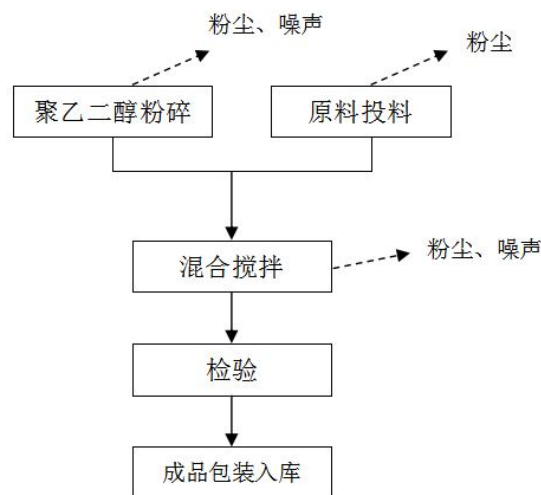 粉尘、噪声
粉尘
聚乙二醇粉碎
原料投料
混合搅拌
粉尘、噪声
检验
成品包装入库